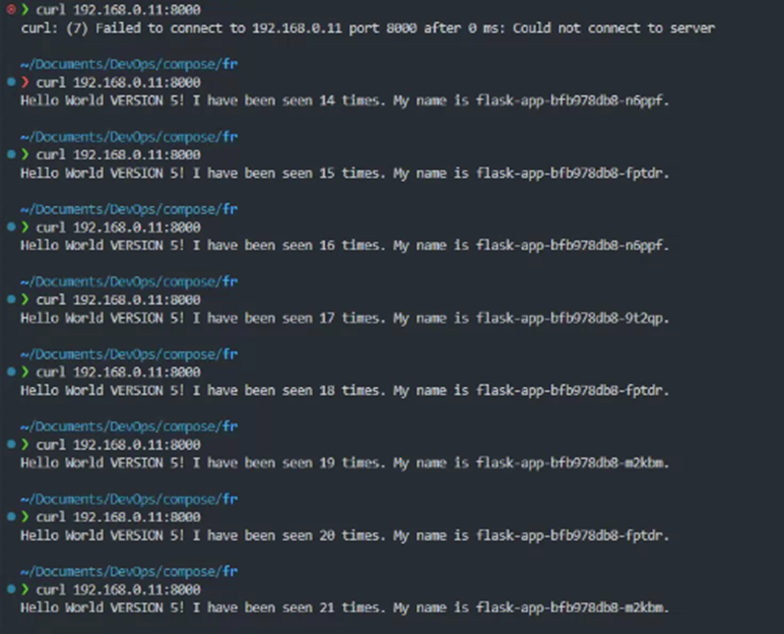 ❯ curl 192.168.0.11:8000
curl: (7) Failed to connect to 192.168.0.11 port 8000 after 0 ms: Could not connect to server
~/Documents/DevOps/compose/fr
❯ curl 192.168.0.11:8000
Hello World VERSION 5! I have been seen 14 times. My name is flask-app-bfb978db8-n6ppf.
~/Documents/DevOps/compose/fr
❯ curl 192.168.0.11:8000
Hello World VERSION 5! I have been seen 15 times. My name is flask-app-bfb978db8-fptdr.
~/Documents/DevOps/compose/fr
❯ curl 192.168.0.11:8000
Hello World VERSION 5! I have been seen 16 times. My name is flask-app-bfb978db8-n6ppf.
~/Documents/DevOps/compose/fr
❯ curl 192.168.0.11:8000
Hello World VERSION 5! I have been seen 17 times. My name is flask-app-bfb978db8-9t2qp.
~/Documents/DevOps/compose/fr
❯ curl 192.168.0.11:8000
Hello World VERSION 5! I have been seen 18 times. My name is flask-app-bfb978db8-fptdr.
~/Documents/DevOps/compose/fr
❯ curl 192.168.0.11:8000
Hello World VERSION 5! I have been seen 19 times. My name is flask-app-bfb978db8-m2kbm.
~/Documents/DevOps/compose/fr
❯ curl 192.168.0.11:8000
Hello World VERSION 5! I have been seen 20 times. My name is flask-app-bfb978db8-fptdr.
~/Documents/DevOps/compose/fr
❯ curl 192.168.0.11:8000
Hello World VERSION 5! I have been seen 21 times. My name is flask-app-bfb978db8-m2kbm.